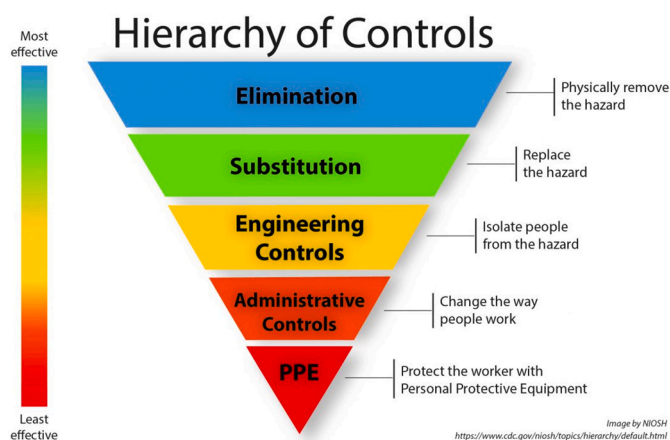 Hierarchy of Controls
Most
effective
Elimination
Physically remove
the hazard
Substitution
Replace
the hazard
Engineering
Controls
Isolate people
from the hazard
Administrative
Controls
Change the way
people work
PPE
Protect the worker with
Personal Protective Equipment
Least
effective
Image by NIOSH
https://www.cdc.gov/niosh/topics/hierarchy/default.html